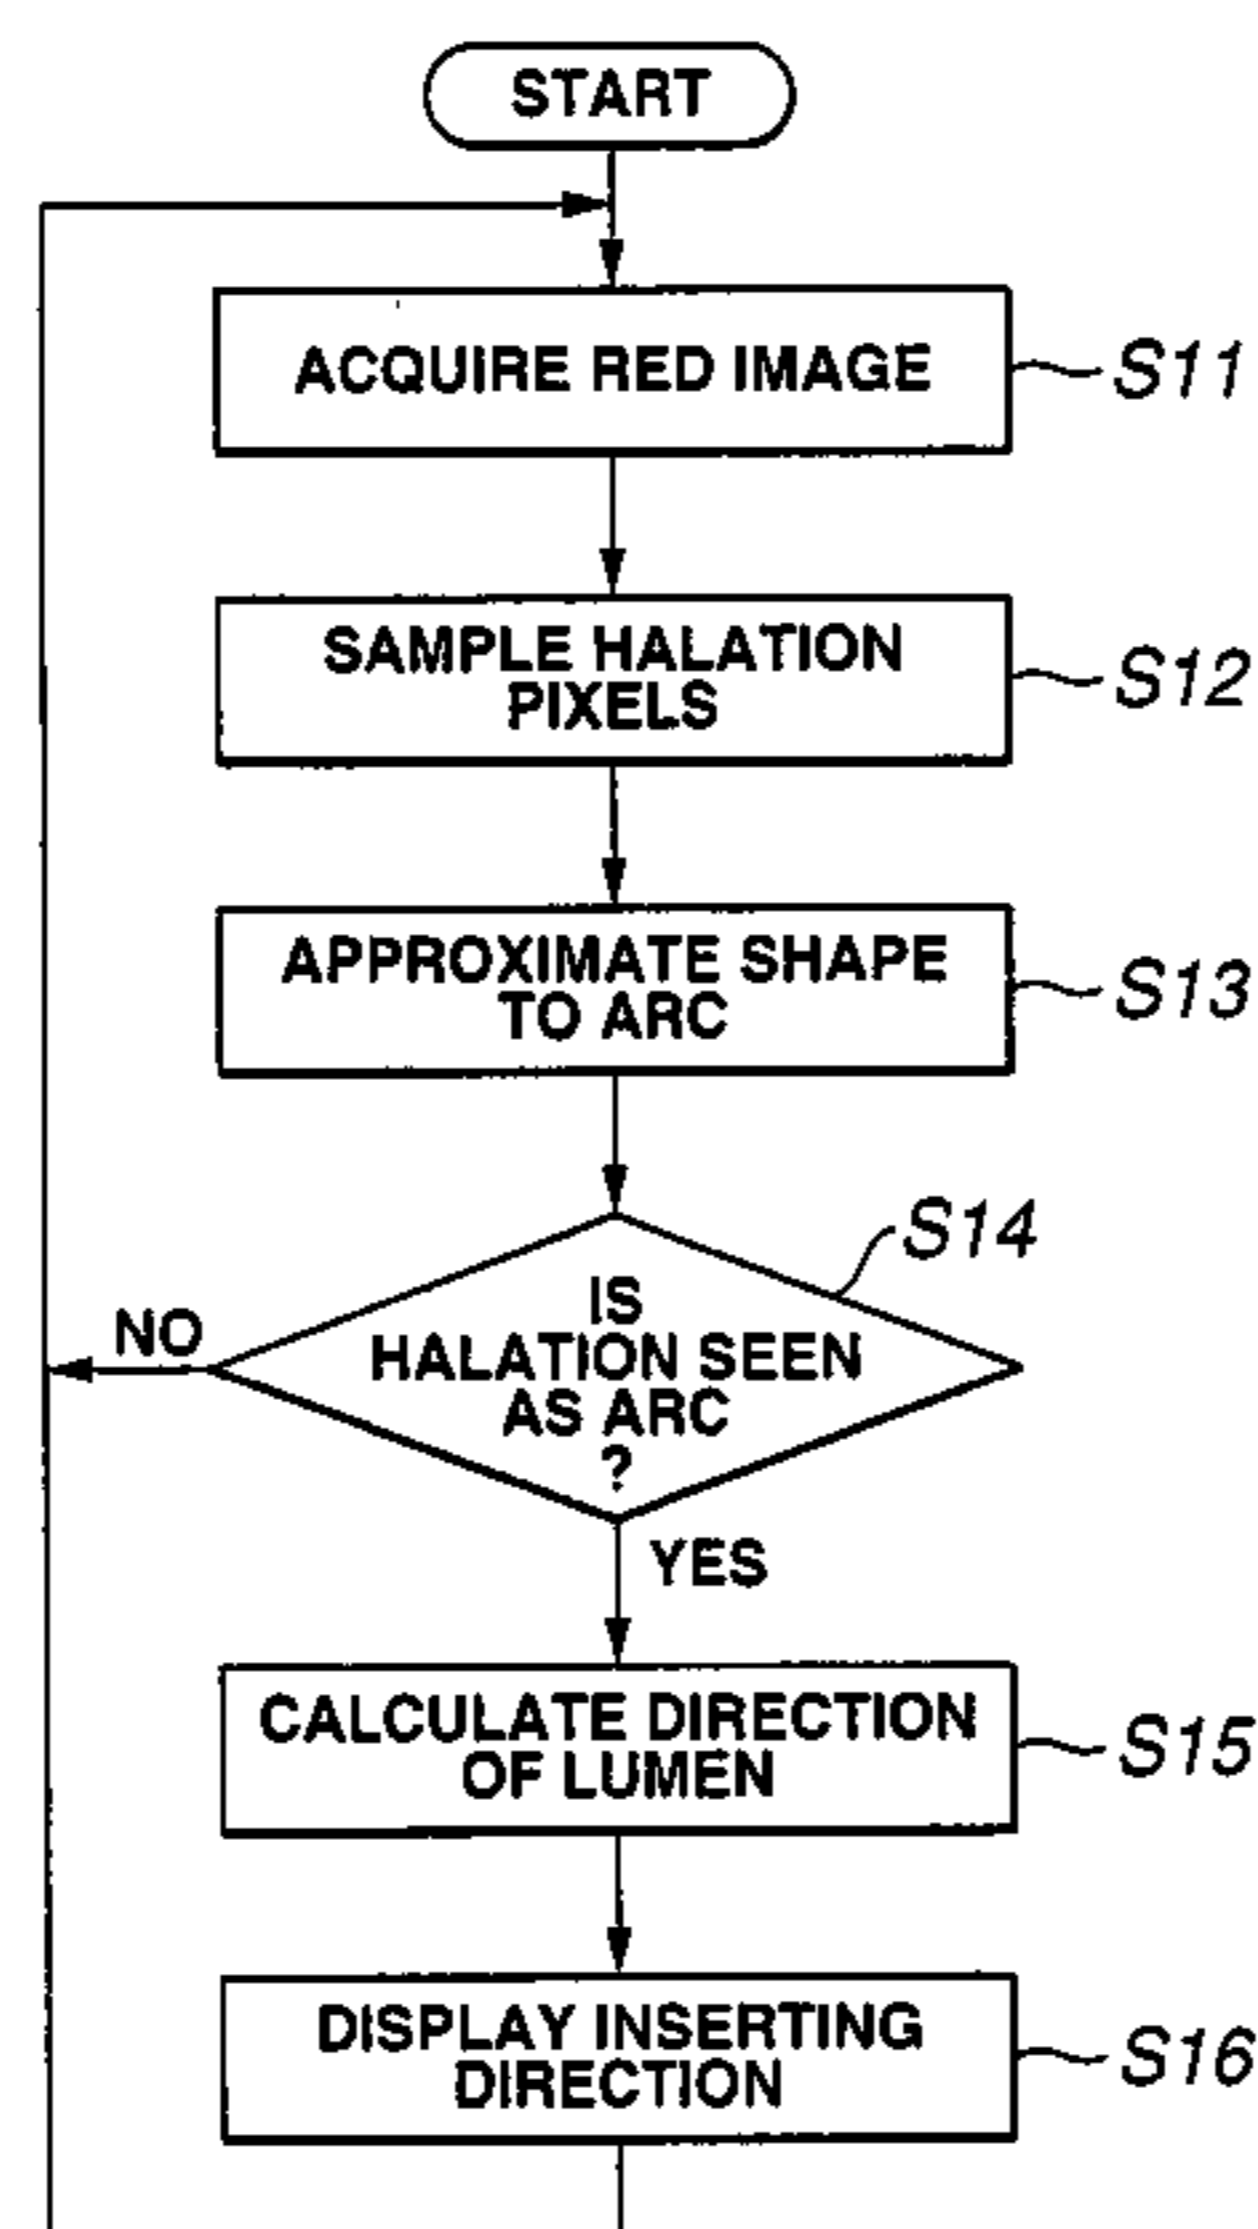 START
ACQUIRE RED IMAGE
S11
SAMPLE HALATION
PIXELS
S12
APPROXIMATE SHAPE
TO ARC
S13
S14
IS
HALATION SEEN
AS ARC
?
NO
YES
CALCULATE DIRECTION
OF LUMEN
S15
DISPLAY INSERTING
DIRECTION
S16